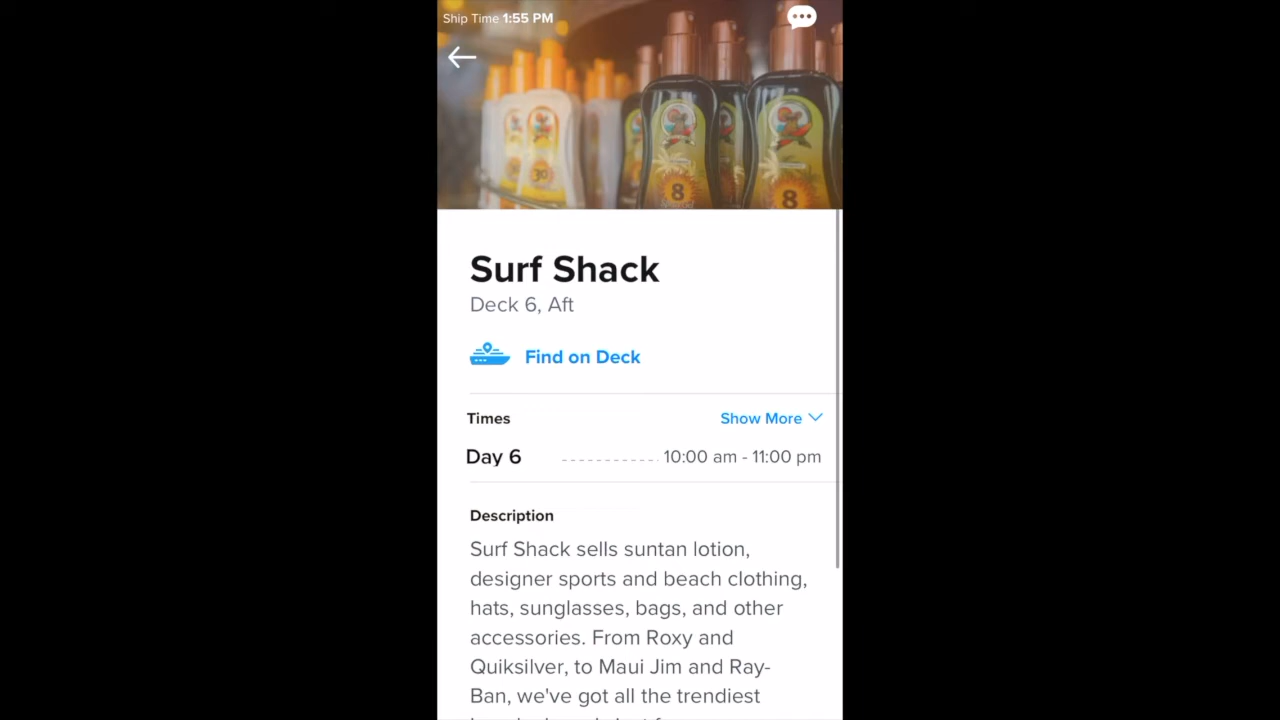 Ship Time 1:55 PM
30
8
8
Surf Shack
Deck 6, Aft
Find on Deck
Times
Show More
Day 6 10:00 am - 11:00 pm
Description
Surf Shack sells suntan lotion,
designer sports and beach clothing,
hats, sunglasses, bags, and other
accessories. From Roxy and
Quiksilver, to Maui Jim and Ray-
Ban, we've got all the trendiest